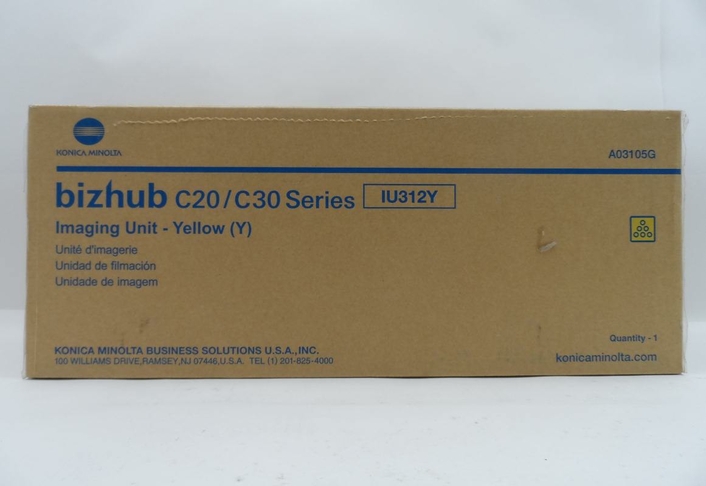 KONICA MINOLTA
A03105G
bizhub C20/C30 Series IU312Y
Imaging Unit - Yellow (Y)
Unité d'imagerie
Unidad de filmación
Unidade de imagem
Quantity - 1
KONICA MINOLTA BUSINESS SOLUTIONS U.S.A.,INC.
100 WILLIAMS DRIVE,RAMSEY,NJ 07446,U.S.A. TEL (1) 201-825-4000
konicaminolta.com